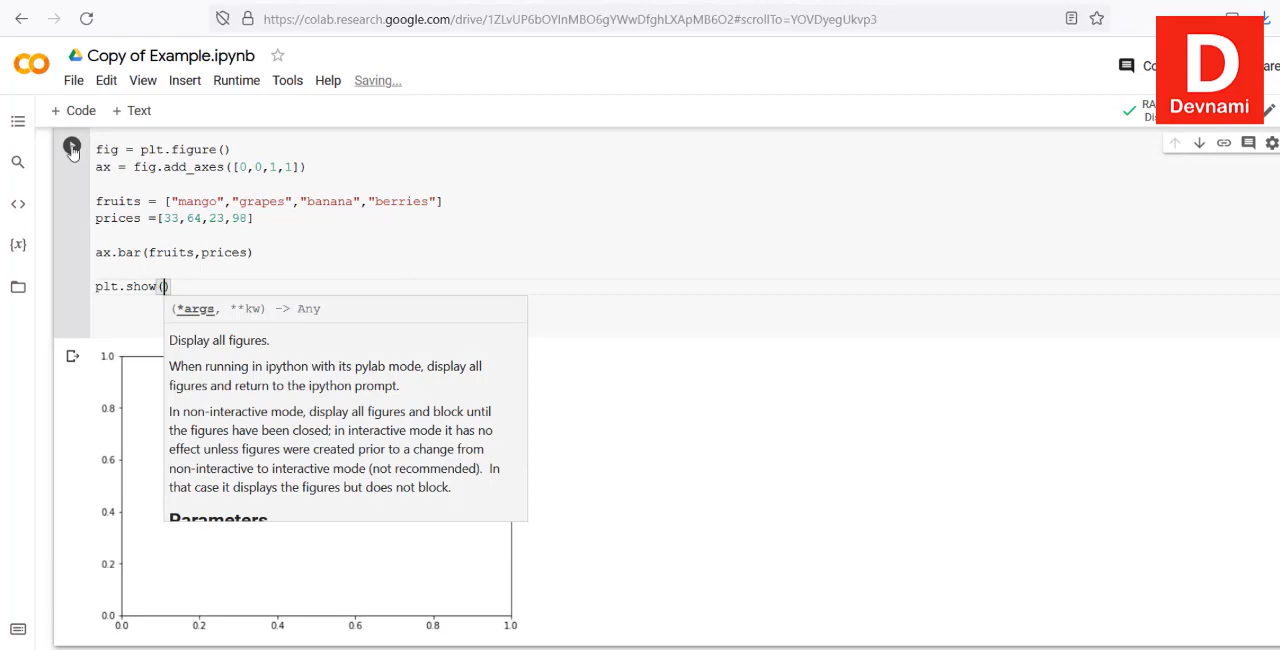 https://colab.research.google.com/drive/1ZLvUP6bOYlnMBO6gYWwDfghLXApMB6O2#scrollTo=YOVDyegUkvp3
Copy of Example.ipynb
File Edit View Insert Runtime Tools Help Saving...
D
Devnami
+ Code + Text
fig = plt.figure()
ax = fig.add_axes([0,0,1,1])
fruits = ["mango","grapes","banana","berries"]
prices =[33,64,23,98]
ax.bar(fruits,prices)
plt.show()
(*args, **kw) -> Any
Display all figures.
When running in ipython with its pylab mode, display all
figures and return to the ipython prompt.
In non-interactive mode, display all figures and block until
the figures have been closed; in interactive mode it has no
effect unless figures were created prior to a change from
non-interactive to interactive mode (not recommended). In
that case it displays the figures but does not block.
Parameters
1.0
0.8
0.6
0.4
0.2
0.0
0.0 0.2 0.4 0.6 0.8 1.0